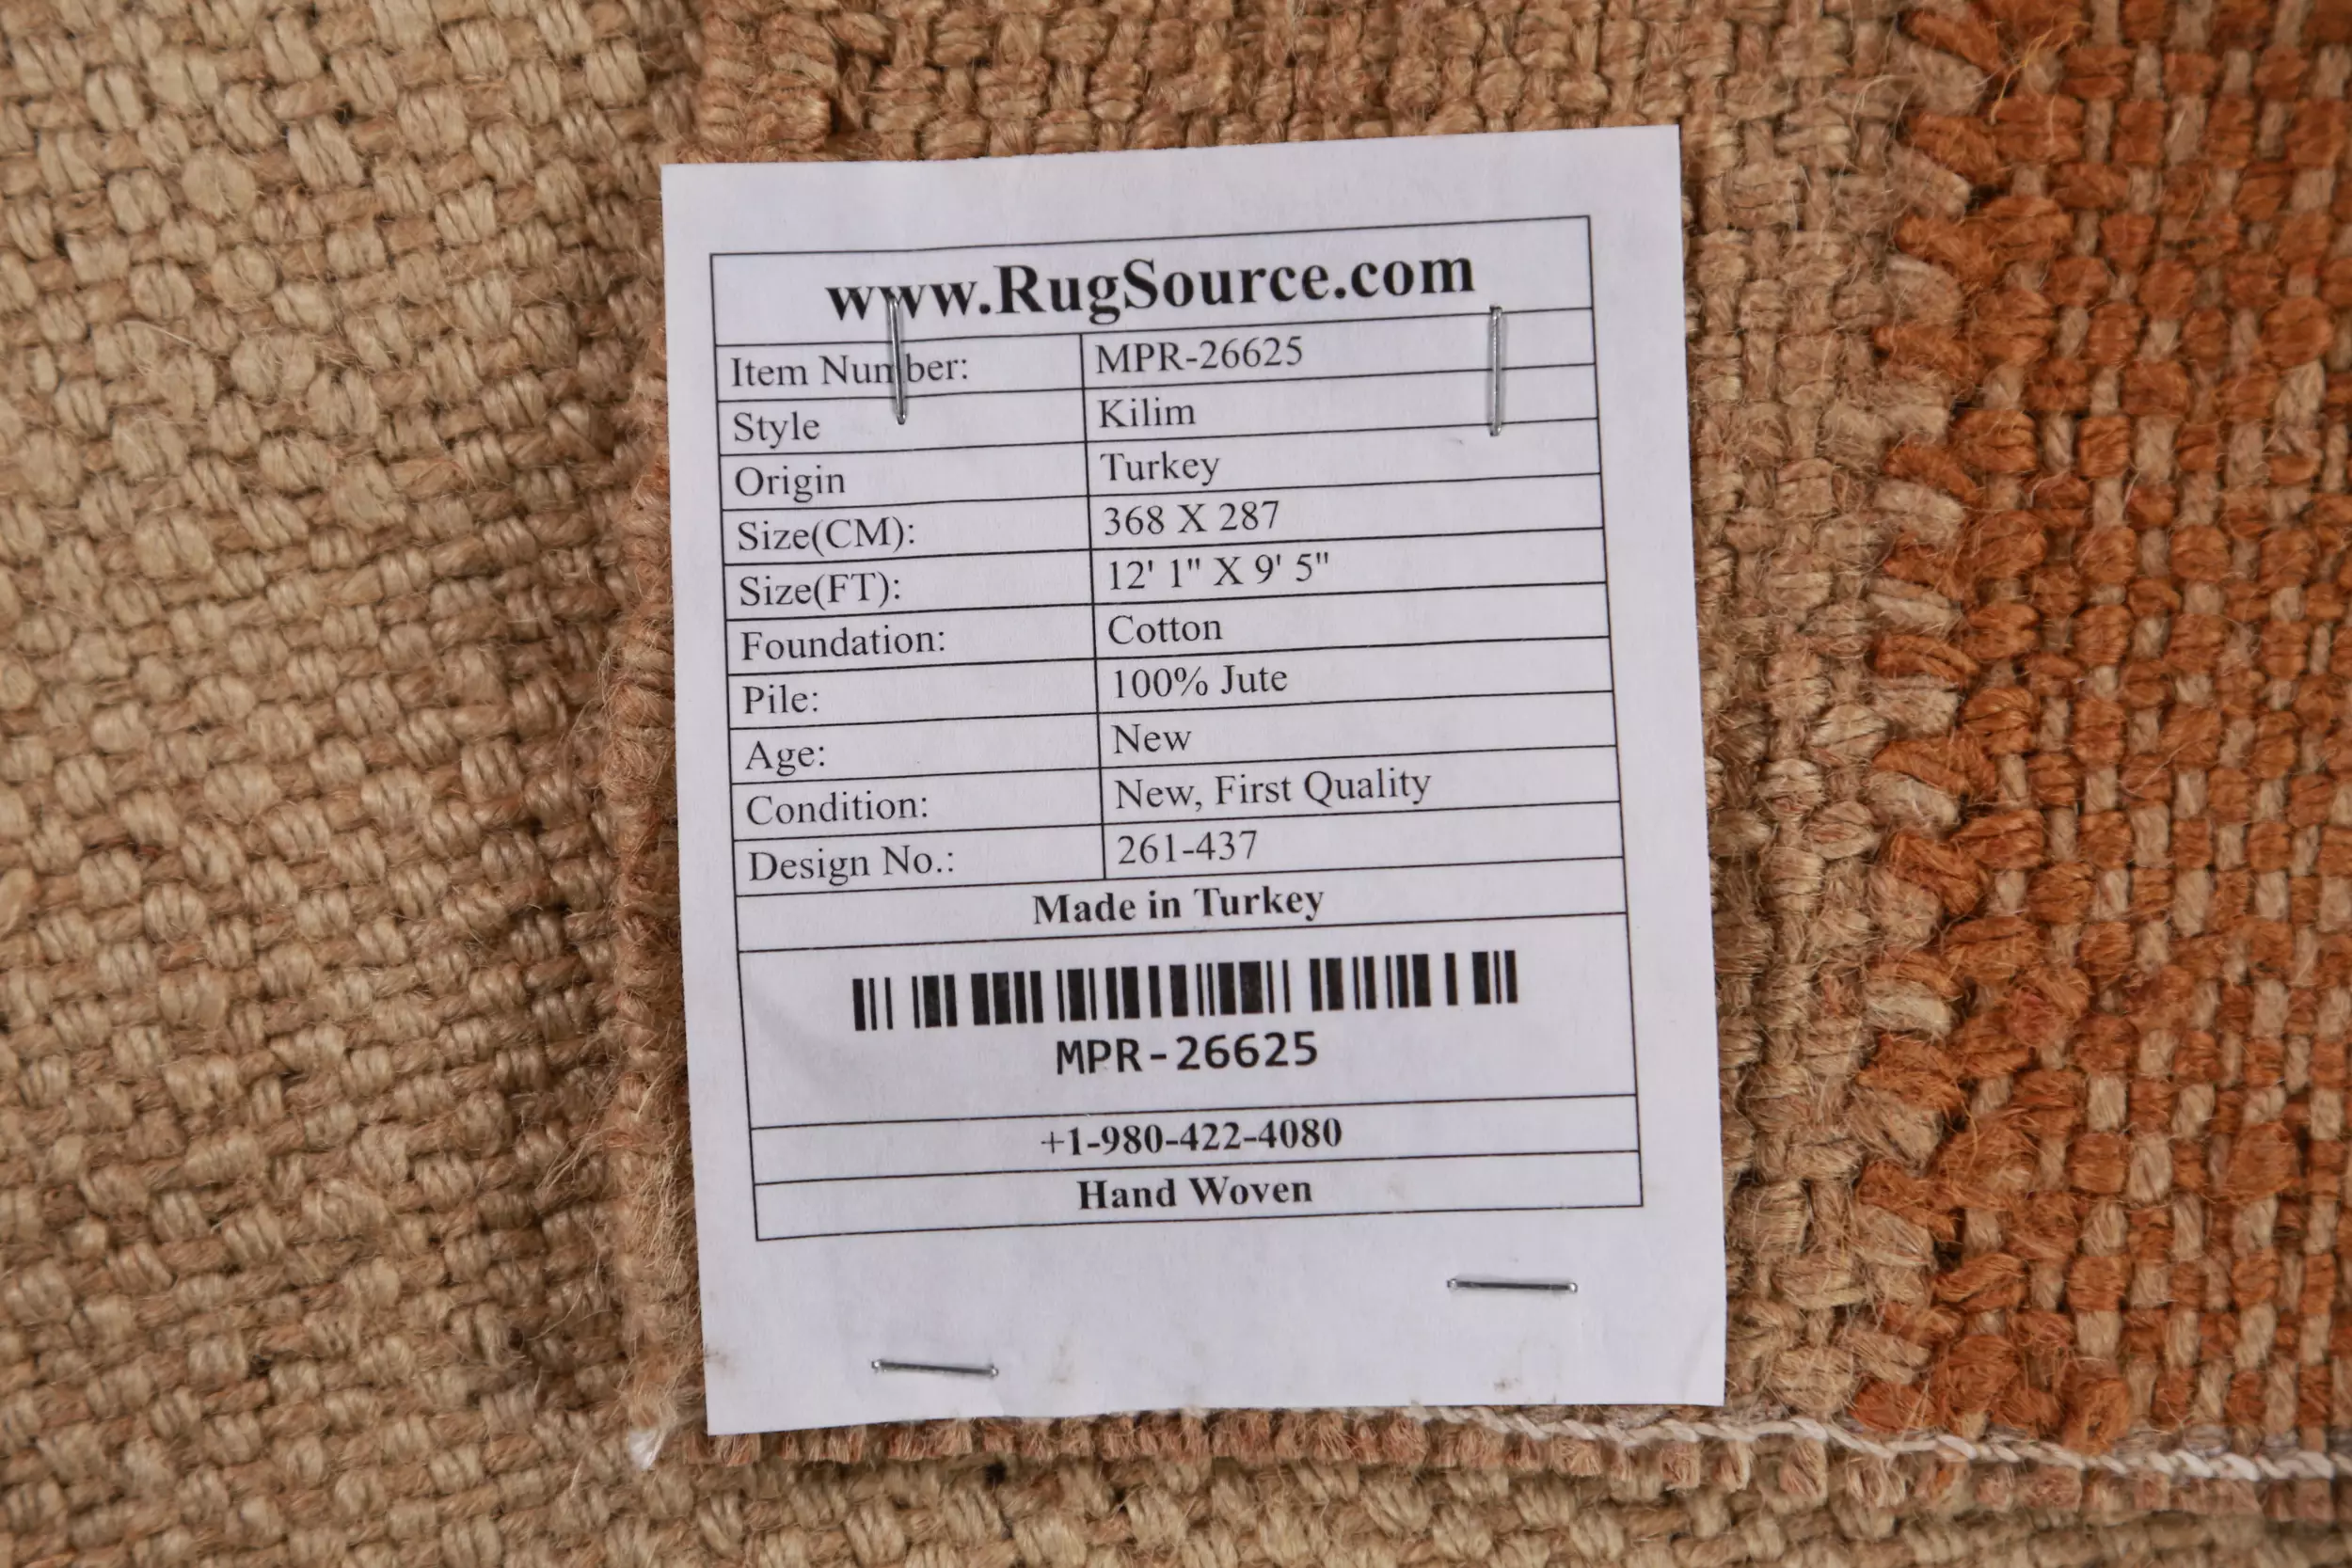 www.RugSource.com
Item Number: MPR-26625
Style Kilim
Origin Turkey
Size(CM): 368 X 287
Size(FT): 12' 1" X 9' 5"
Foundation: Cotton
Pile: 100% Jute
Age: New
Condition: New, First Quality
Design No.: 261-437
Made in Turkey
MPR-26625
+1-980-422-4080
Hand Woven